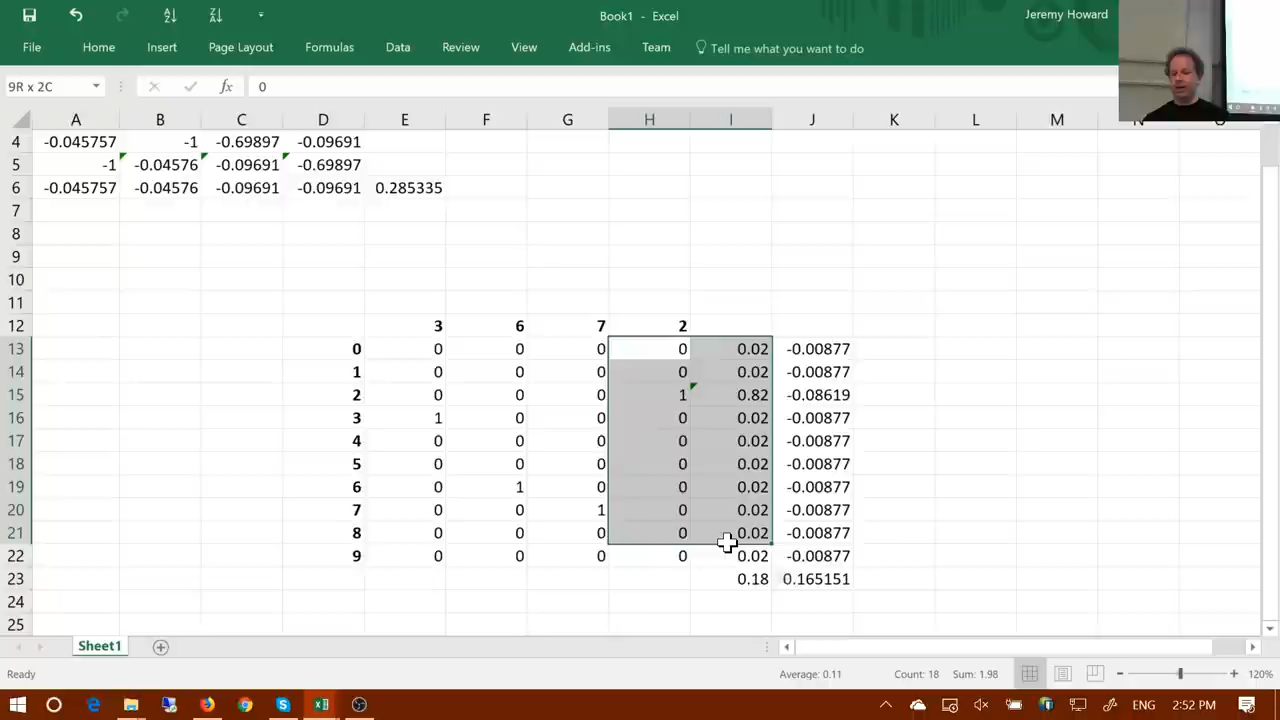 Book1 - Excel
Jeremy Howard
File Home Insert Page Layout Formulas Data Review View Add-ins Team Tell me what you want to do
9R x 2C fx 0
A B C D E F G H I J K L M N O
4 -0.045757 -1 -0.69897 -0.09691
5 -1 -0.04576 -0.09691 -0.69897
6 -0.045757 -0.04576 -0.09691 -0.09691 0.285335
7
8
9
10
11
12 3 6 7 2
13 0 0 0 0 0 0.02 -0.00877
14 1 0 0 0 0 0.02 -0.00877
15 2 0 0 0 1 0.82 -0.08619
16 3 1 0 0 0 0.02 -0.00877
17 4 0 0 0 0 0.02 -0.00877
18 5 0 0 0 0 0.02 -0.00877
19 6 0 1 0 0 0.02 -0.00877
20 7 0 0 1 0 0.02 -0.00877
21 8 0 0 0 0 0.02 -0.00877
22 9 0 0 0 0 0.02 -0.00877
23 0.18 0.165151
24
25
Sheet1
Ready Average: 0.11 Count: 18 Sum: 1.98 120%
ENG 2:52 PM